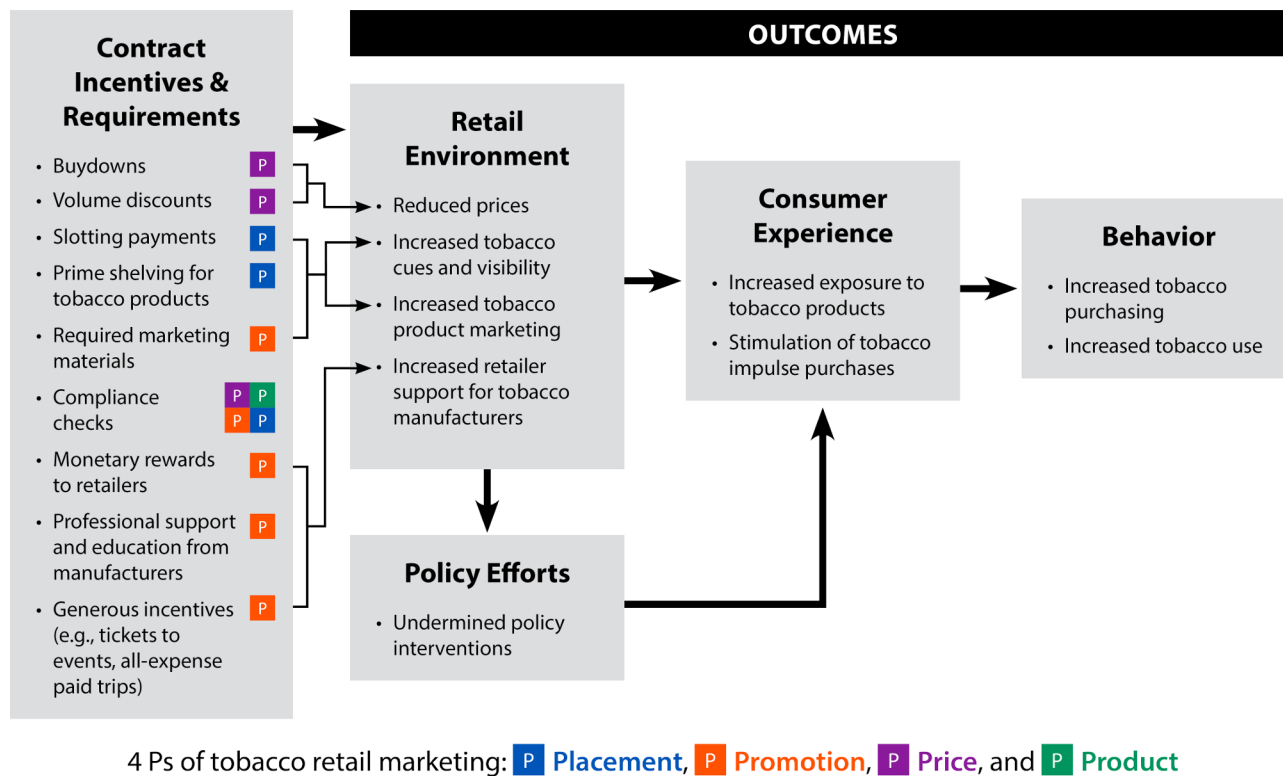 Contract
Incentives &
Requirements
• Buydowns P
• Volume discounts P
• Slotting payments P
• Prime shelving for P
tobacco products
• Required marketing P
materials
• Compliance P P
checks P P
• Monetary rewards P
to retailers
• Professional support P
and education from
manufacturers
• Generous incentives P
(e.g., tickets to
events, all-expense
paid trips)
OUTCOMES
Retail
Environment
• Reduced prices
• Increased tobacco
cues and visibility
• Increased tobacco
product marketing
• Increased retailer
support for tobacco
manufacturers
Policy Efforts
• Undermined policy
interventions
Consumer
Experience
• Increased exposure to
tobacco products
• Stimulation of tobacco
impulse purchases
Behavior
• Increased tobacco
purchasing
• Increased tobacco use
4 Ps of tobacco retail marketing: P Placement, P Promotion, P Price, and P Product